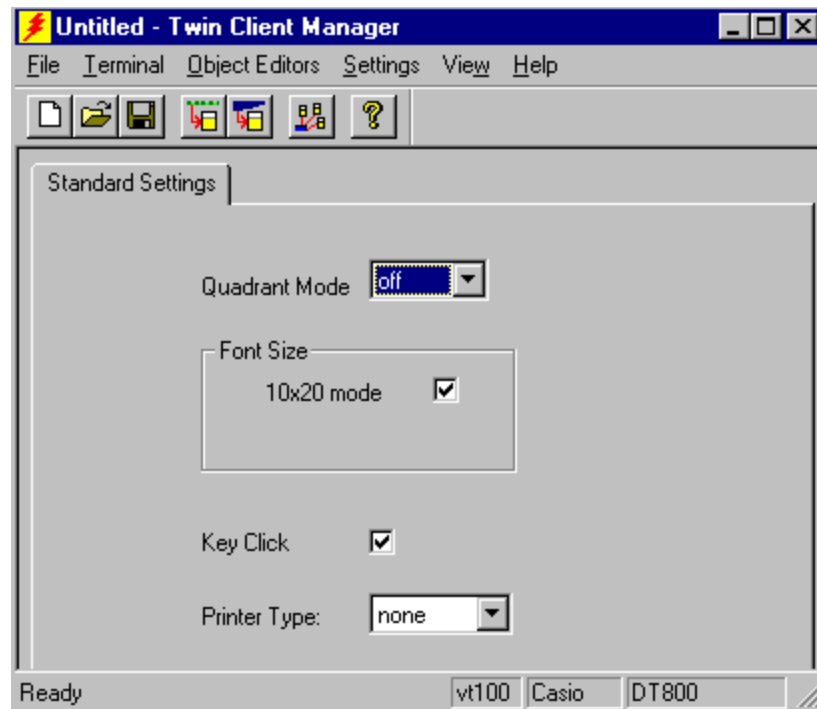 Untitled - Twin Client Manager
File Terminal Object Editors Settings View Help
Standard Settings
Quadrant Mode off
Font Size
10x20 mode
Key Click
Printer Type: none
Ready vt100 Casio DT800